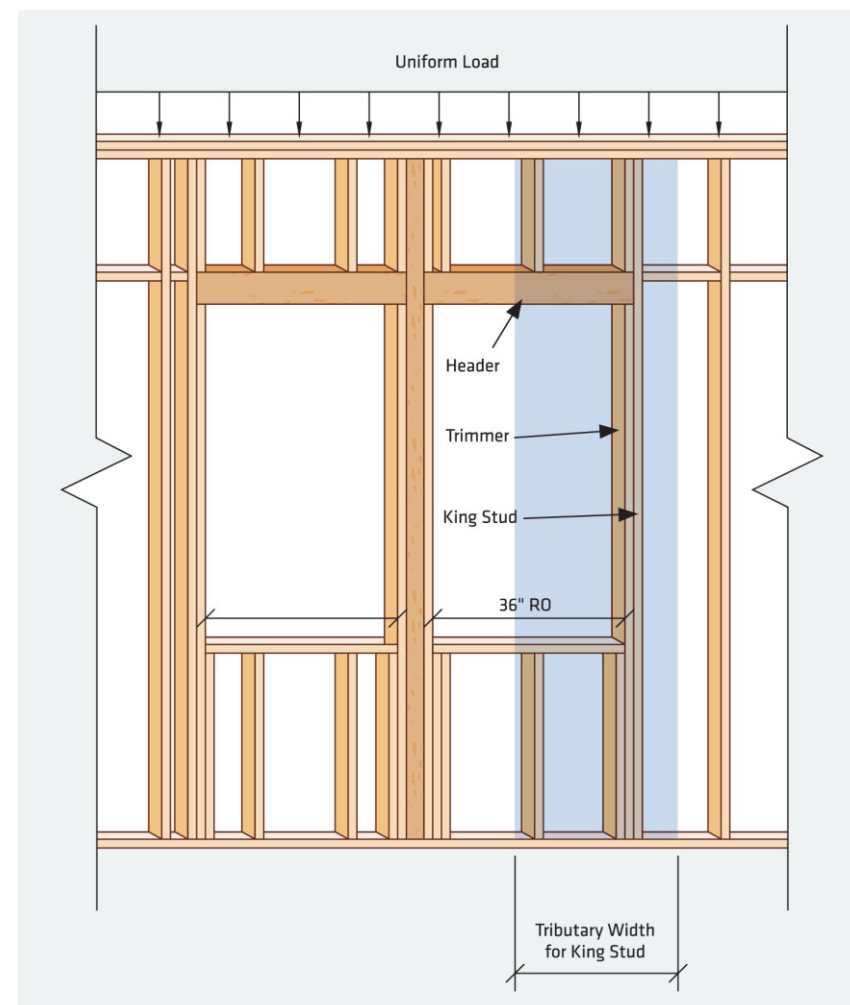 Uniform Load
Header
Trimmer
King Stud
36" RO
Tributary Width
for King Stud